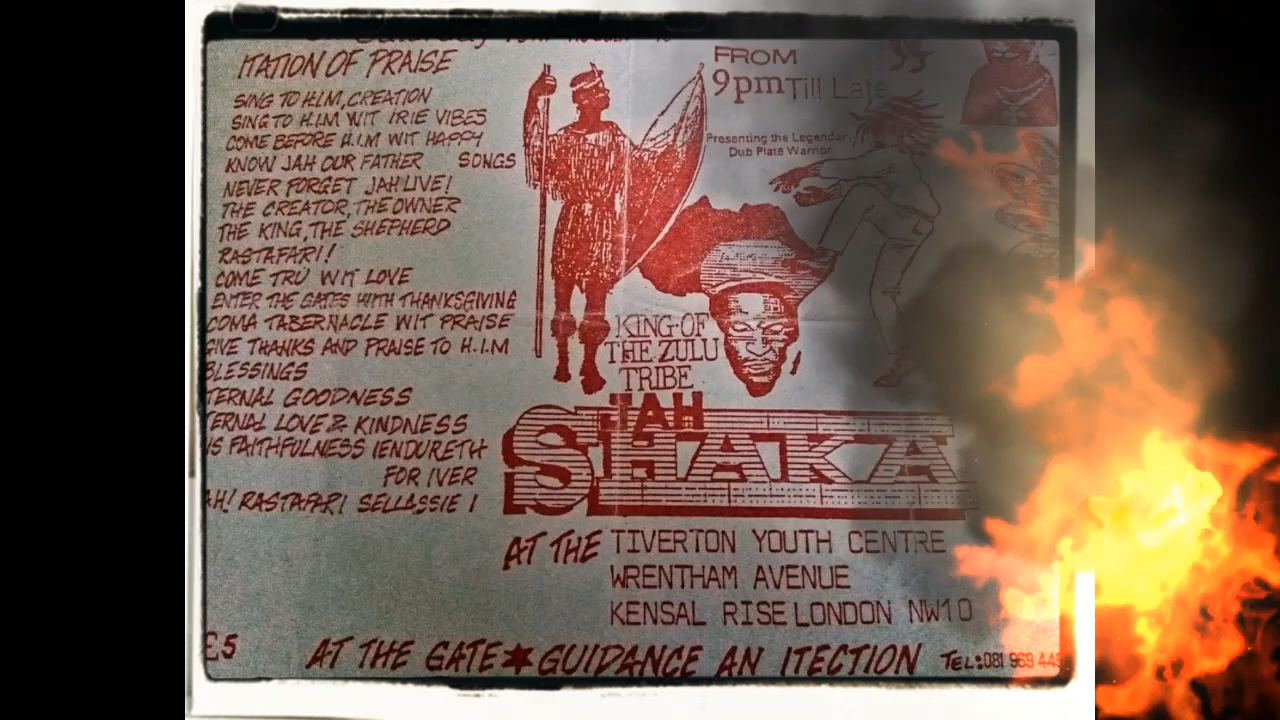 ITATION OF PRAISE
SING TO H.I.M, CREATION
SING TO H.I.M WIT IRIE VIBES
COME BEFORE H.I.M WIT HAPPY
SONGS
KNOW JAH OUR FATHER
NEVER FORGET JAH LIVE!
THE CREATOR, THE OWNER
THE KING, THE SHEPHERD
RASTAFARI!
COME TRU WIT LOVE
ENTER THE GATES WITH THANKSGIVING
COMA TABERNACLE WIT PRAISE
GIVE THANKS AND PRAISE TO H.I.M
BLESSINGS
TERNAL GOODNESS
TERNAL LOVE & KINDNESS
IS FAITHFULNESS IENDURETH
FOR IVER
AH! RASTAFARI SELLASSIE I
FROM
9pm Till Late
Presenting the Legendar
Dub Plate Warrior
KING OF
THE ZULU
TRIBE
JAH
SHAKA
AT THE TIVERTON YOUTH CENTRE
WRENTHAM AVENUE
KENSAL RISE LONDON NW10
£5 AT THE GATE ★ GUIDANCE AN ITECTION TEL: 081 969